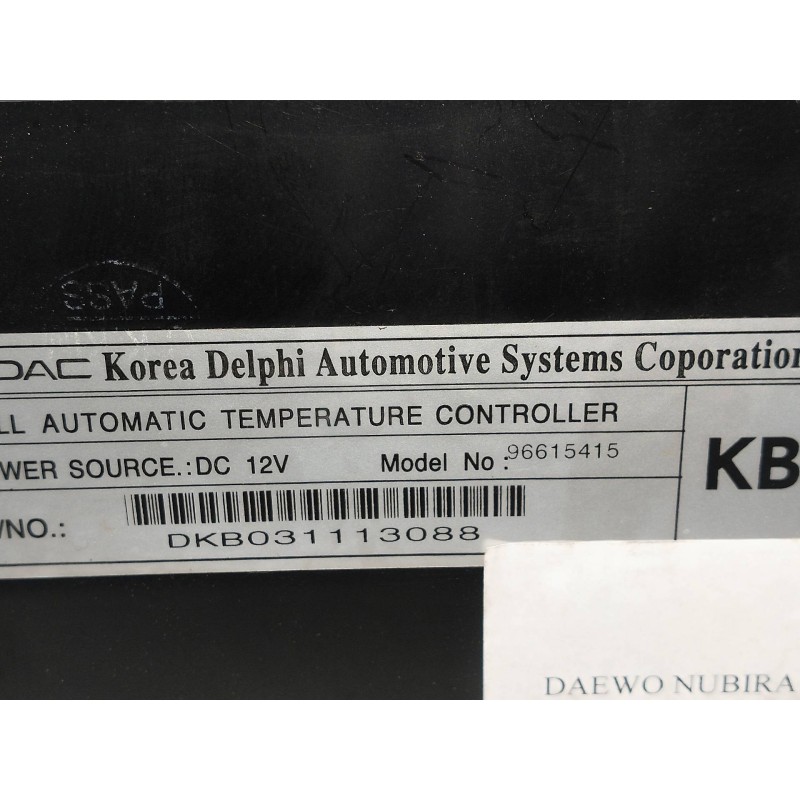 PASS
DAC Korea Delphi Automotive Systems Coporation
LL AUTOMATIC TEMPERATURE CONTROLLER
WER SOURCE.:DC 12V Model No :96615415
KB
/NO.:
DKB031113088
DAEWO NUBIRA